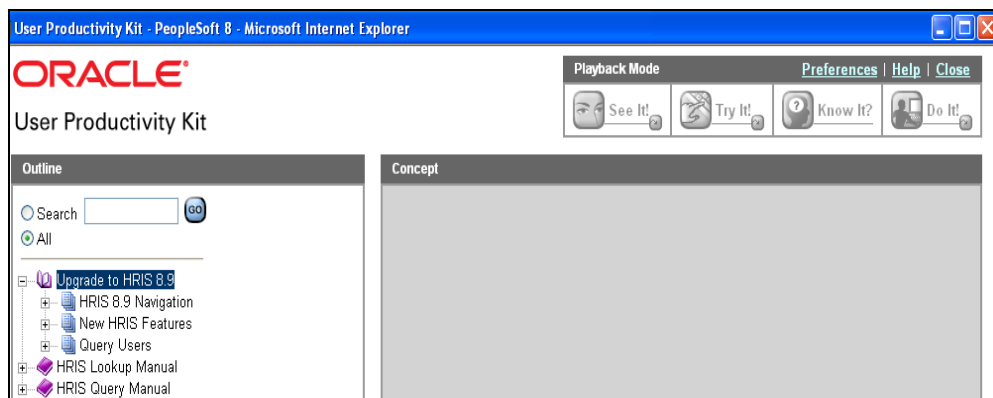 User Productivity Kit - PeopleSoft 8 - Microsoft Internet Explorer
ORACLE®
User Productivity Kit
Playback Mode
Preferences | Help | Close
See It!
Try It!
Know It?
Do It!
Outline
Search
GO
All
Upgrade to HRIS 8.9
HRIS 8.9 Navigation
New HRIS Features
Query Users
HRIS Lookup Manual
HRIS Query Manual
Concept